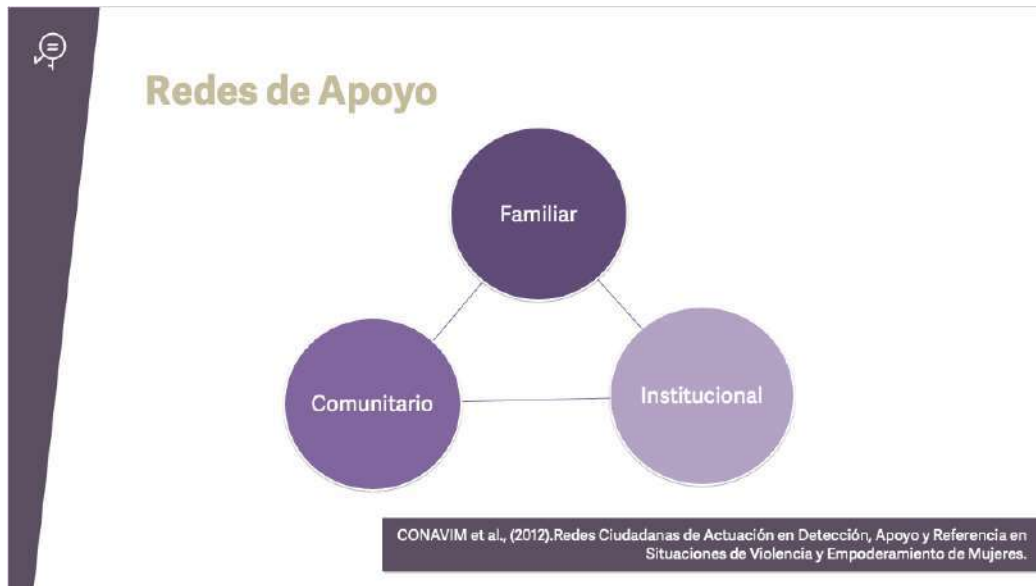 Redes de Apoyo
Familiar
Comunitario
Institucional
CONAVIM et al., (2012).Redes Ciudadanas de Actuación en Detección, Apoyo y Referencia en
Situaciones de Violencia y Empoderamiento de Mujeres.